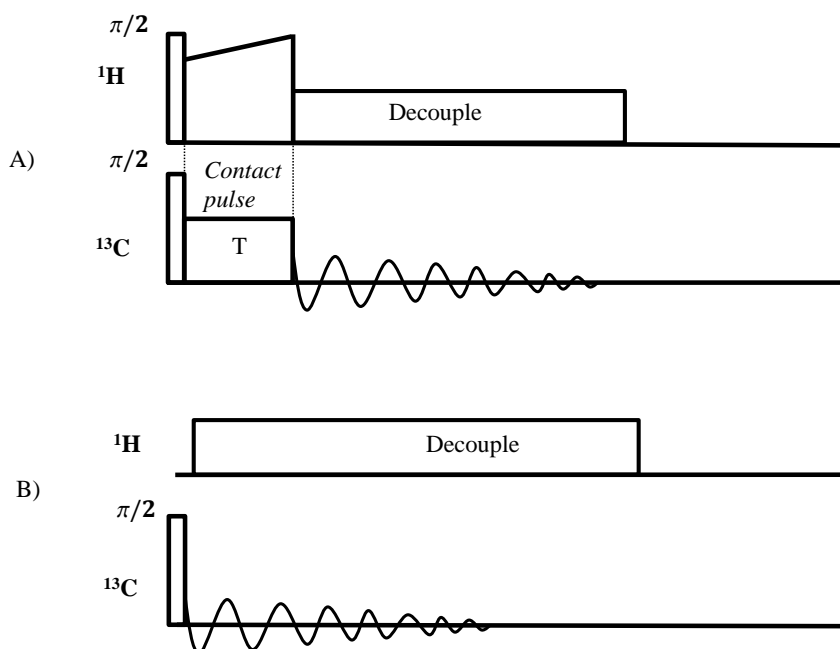 π/2
¹H
Decouple
A)
π/2
Contact
pulse
¹³C
T
¹H
Decouple
B)
π/2
¹³C